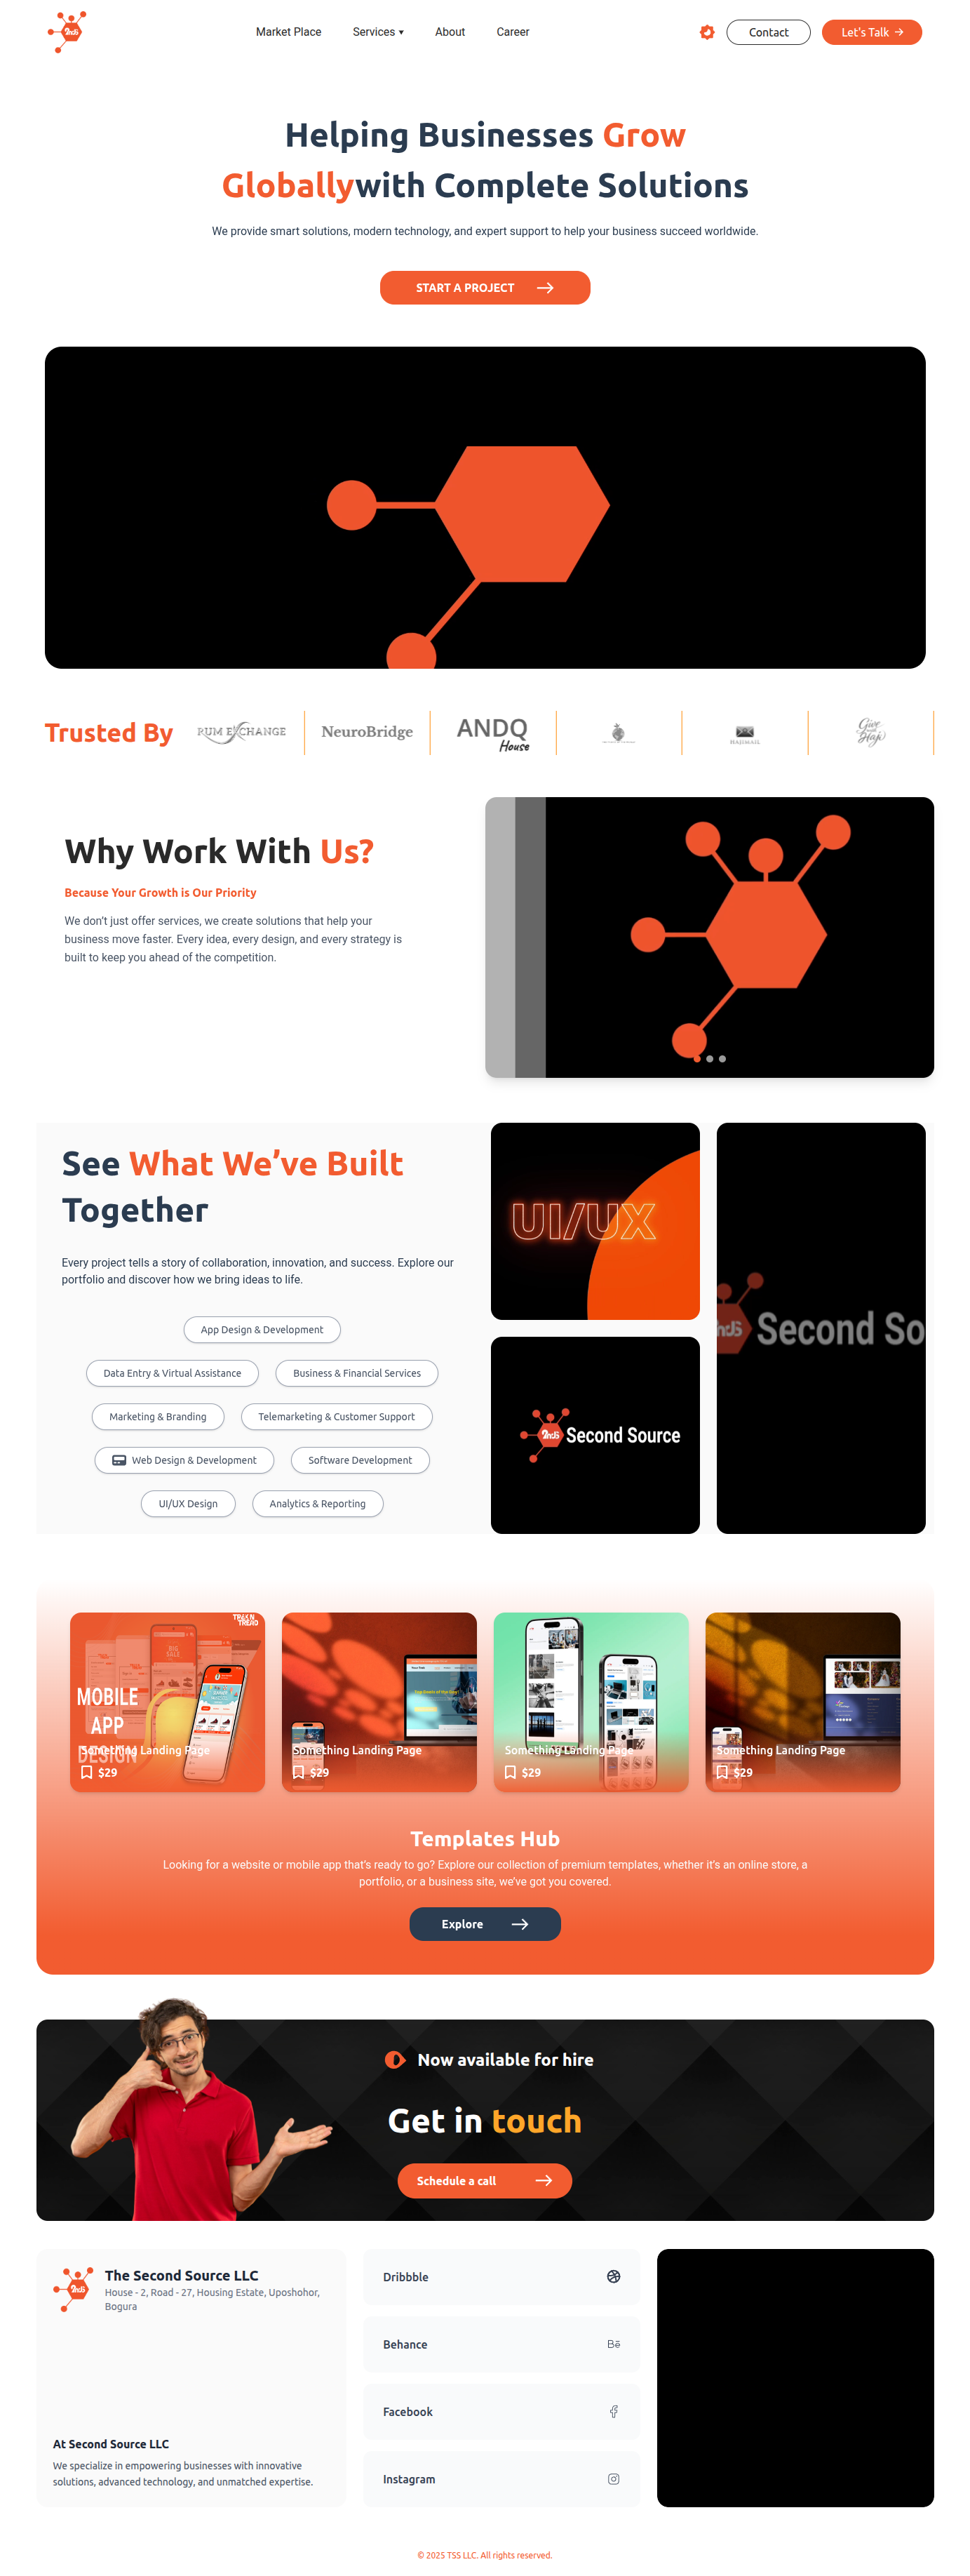 2ndS
Market Place
Services ▾
About
Career
Contact
Let's Talk →
Helping Businesses Grow
Globallywith Complete Solutions
We provide smart solutions, modern technology, and expert support to help your business succeed worldwide.
START A PROJECT
Trusted By
RUM EXCHANGE
NeuroBridge
ANDQ
House
HAJIMAIL
Give
Haji
Why Work With Us?
Because Your Growth is Our Priority
We don’t just offer services, we create solutions that help your
business move faster. Every idea, every design, and every strategy is
built to keep you ahead of the competition.
See What We’ve Built
Together
Every project tells a story of collaboration, innovation, and success. Explore our
portfolio and discover how we bring ideas to life.
App Design & Development
Data Entry & Virtual Assistance
Business & Financial Services
Marketing & Branding
Telemarketing & Customer Support
Web Design & Development
Software Development
UI/UX Design
Analytics & Reporting
UI/UX
2ndS Second Source
ndS Second So
TRAK N
TREAD
BIG
SALE
MOBILE
APP
DESIGN
Something Landing Page
$29
Something Landing Page
$29
Something Landing Page
$29
Something Landing Page
$29
Templates Hub
Looking for a website or mobile app that’s ready to go? Explore our collection of premium templates, whether it’s an online store, a
portfolio, or a business site, we’ve got you covered.
Explore
Now available for hire
Get in touch
Schedule a call
2ndS
The Second Source LLC
House - 2, Road - 27, Housing Estate, Uposhohor,
Bogura
At Second Source LLC
We specialize in empowering businesses with innovative
solutions, advanced technology, and unmatched expertise.
Dribbble
Behance
Bē
Facebook
Instagram
© 2025 TSS LLC. All rights reserved.